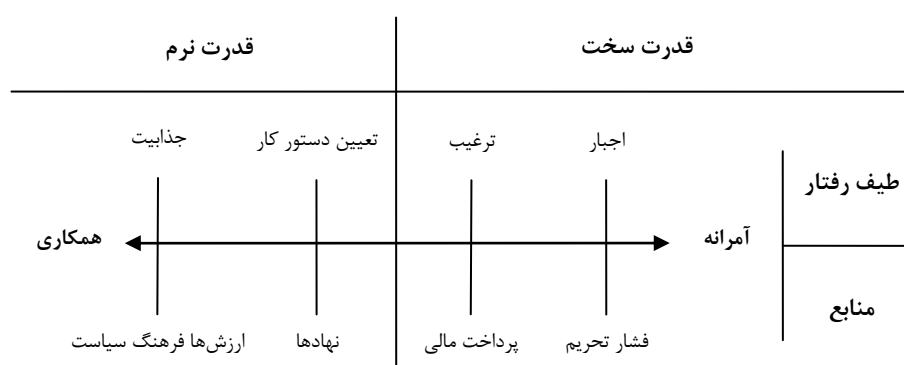 قدرت سخت
قدرت نرم
اجبار
ترغیب
تعیین دستور کار
جذابیت
طیف رفتار
آمرانه
همکاری
منابع
فشار تحریم
پرداخت مالی
نهادها
ارزش‌ها فرهنگ سیاست